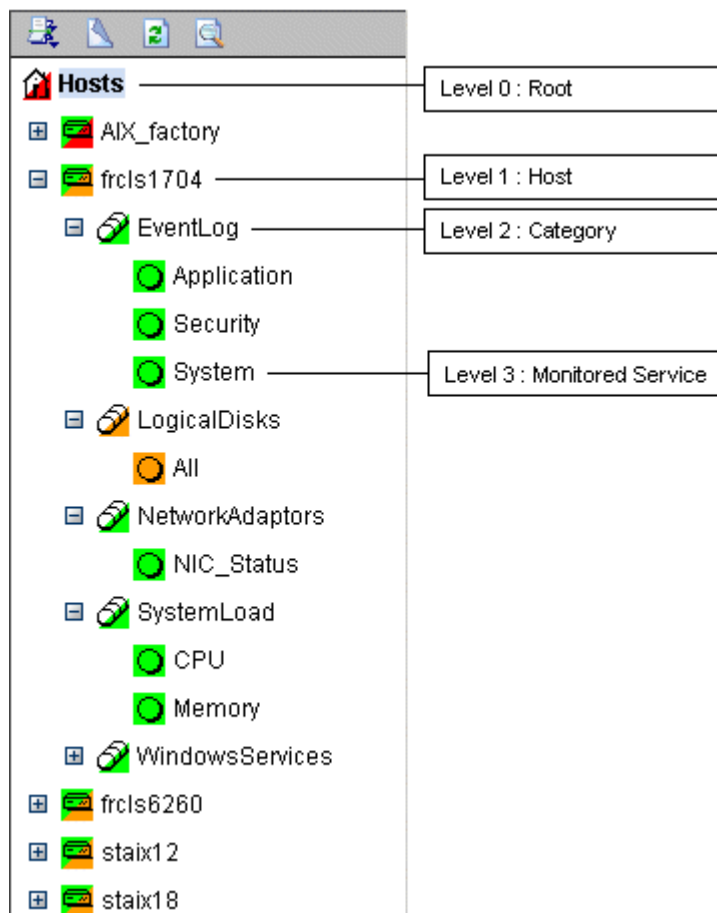 Hosts
Level 0 : Root
AIX_factory
frcls1704
Level 1 : Host
EventLog
Level 2 : Category
Application
Security
System
Level 3 : Monitored Service
LogicalDisks
All
NetworkAdaptors
NIC_Status
SystemLoad
CPU
Memory
WindowsServices
frcls6260
staix12
staix18